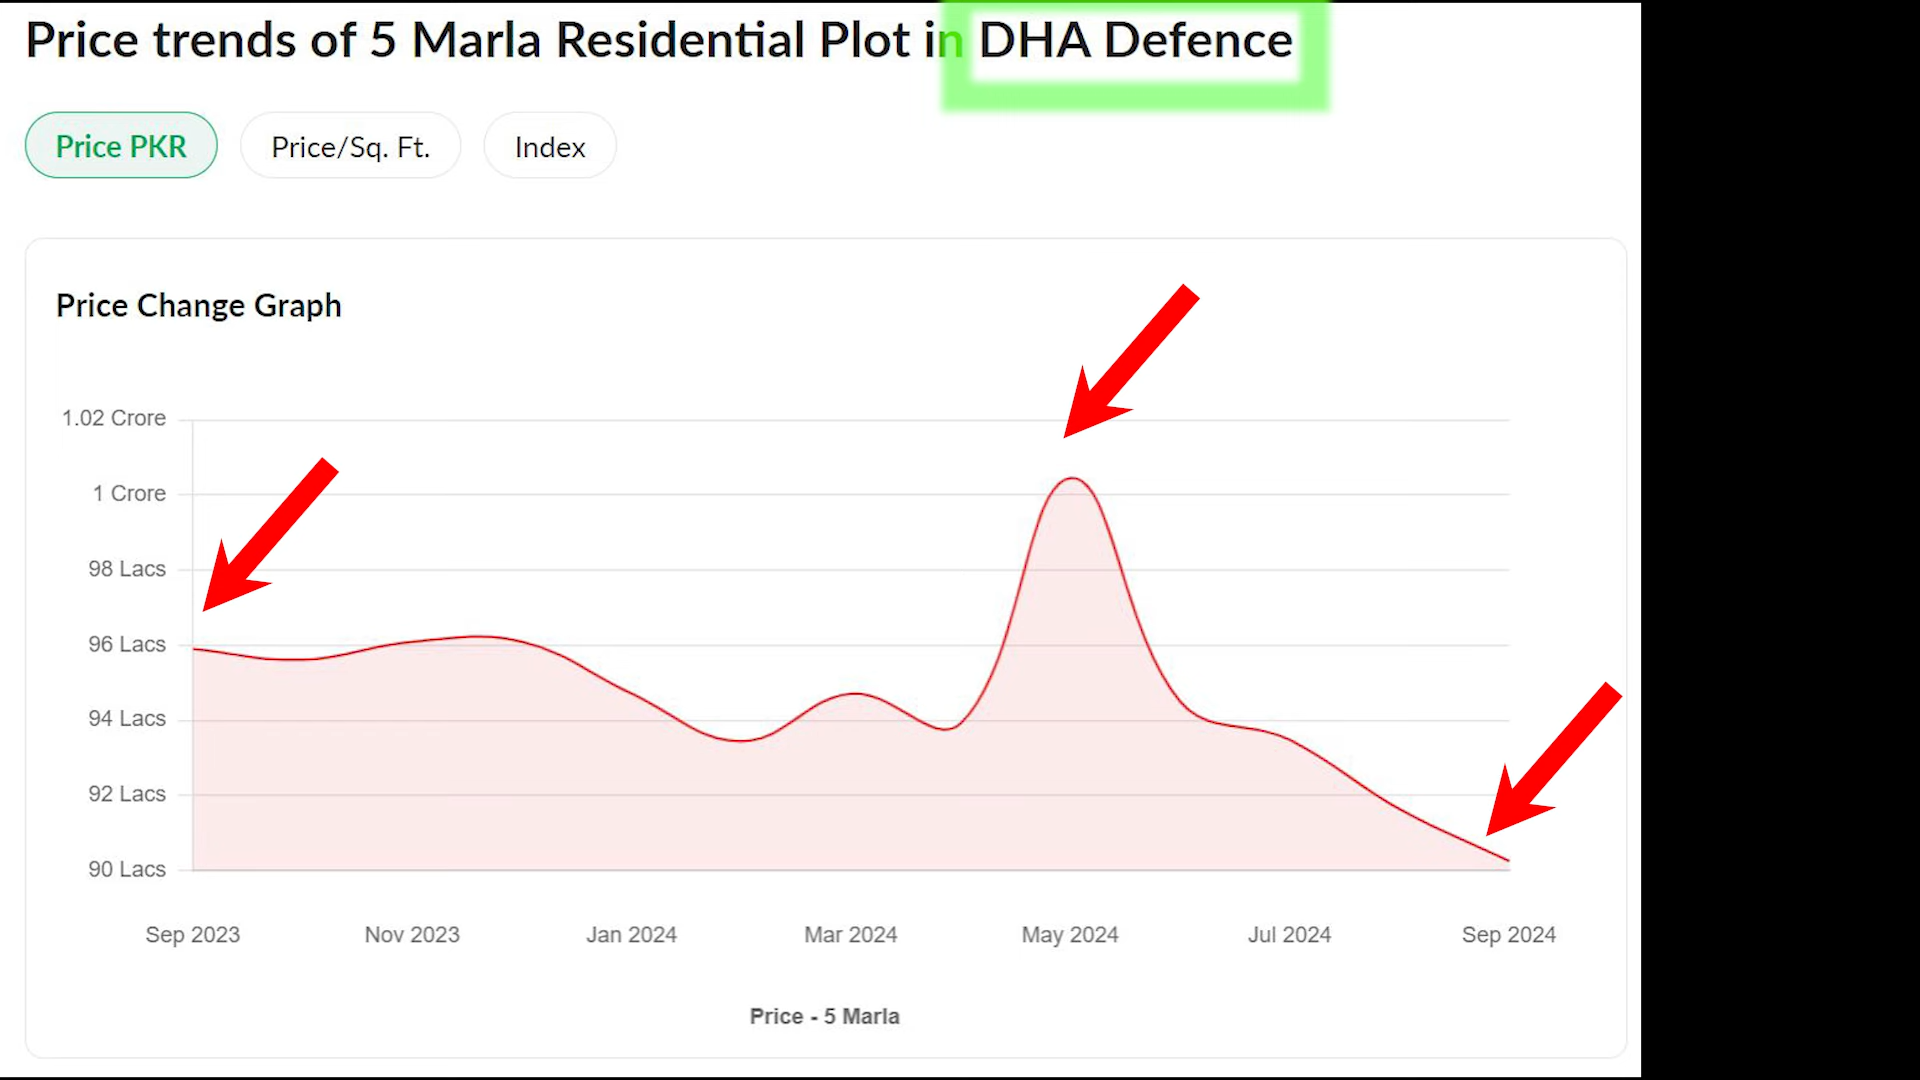 Price trends of 5 Marla Residential Plot in DHA Defence
Price PKR Price/Sq. Ft. Index
Price Change Graph
1.02 Crore
1 Crore
98 Lacs
96 Lacs
94 Lacs
92 Lacs
90 Lacs
Sep 2023 Nov 2023 Jan 2024 Mar 2024 May 2024 Jul 2024 Sep 2024
Price - 5 Marla